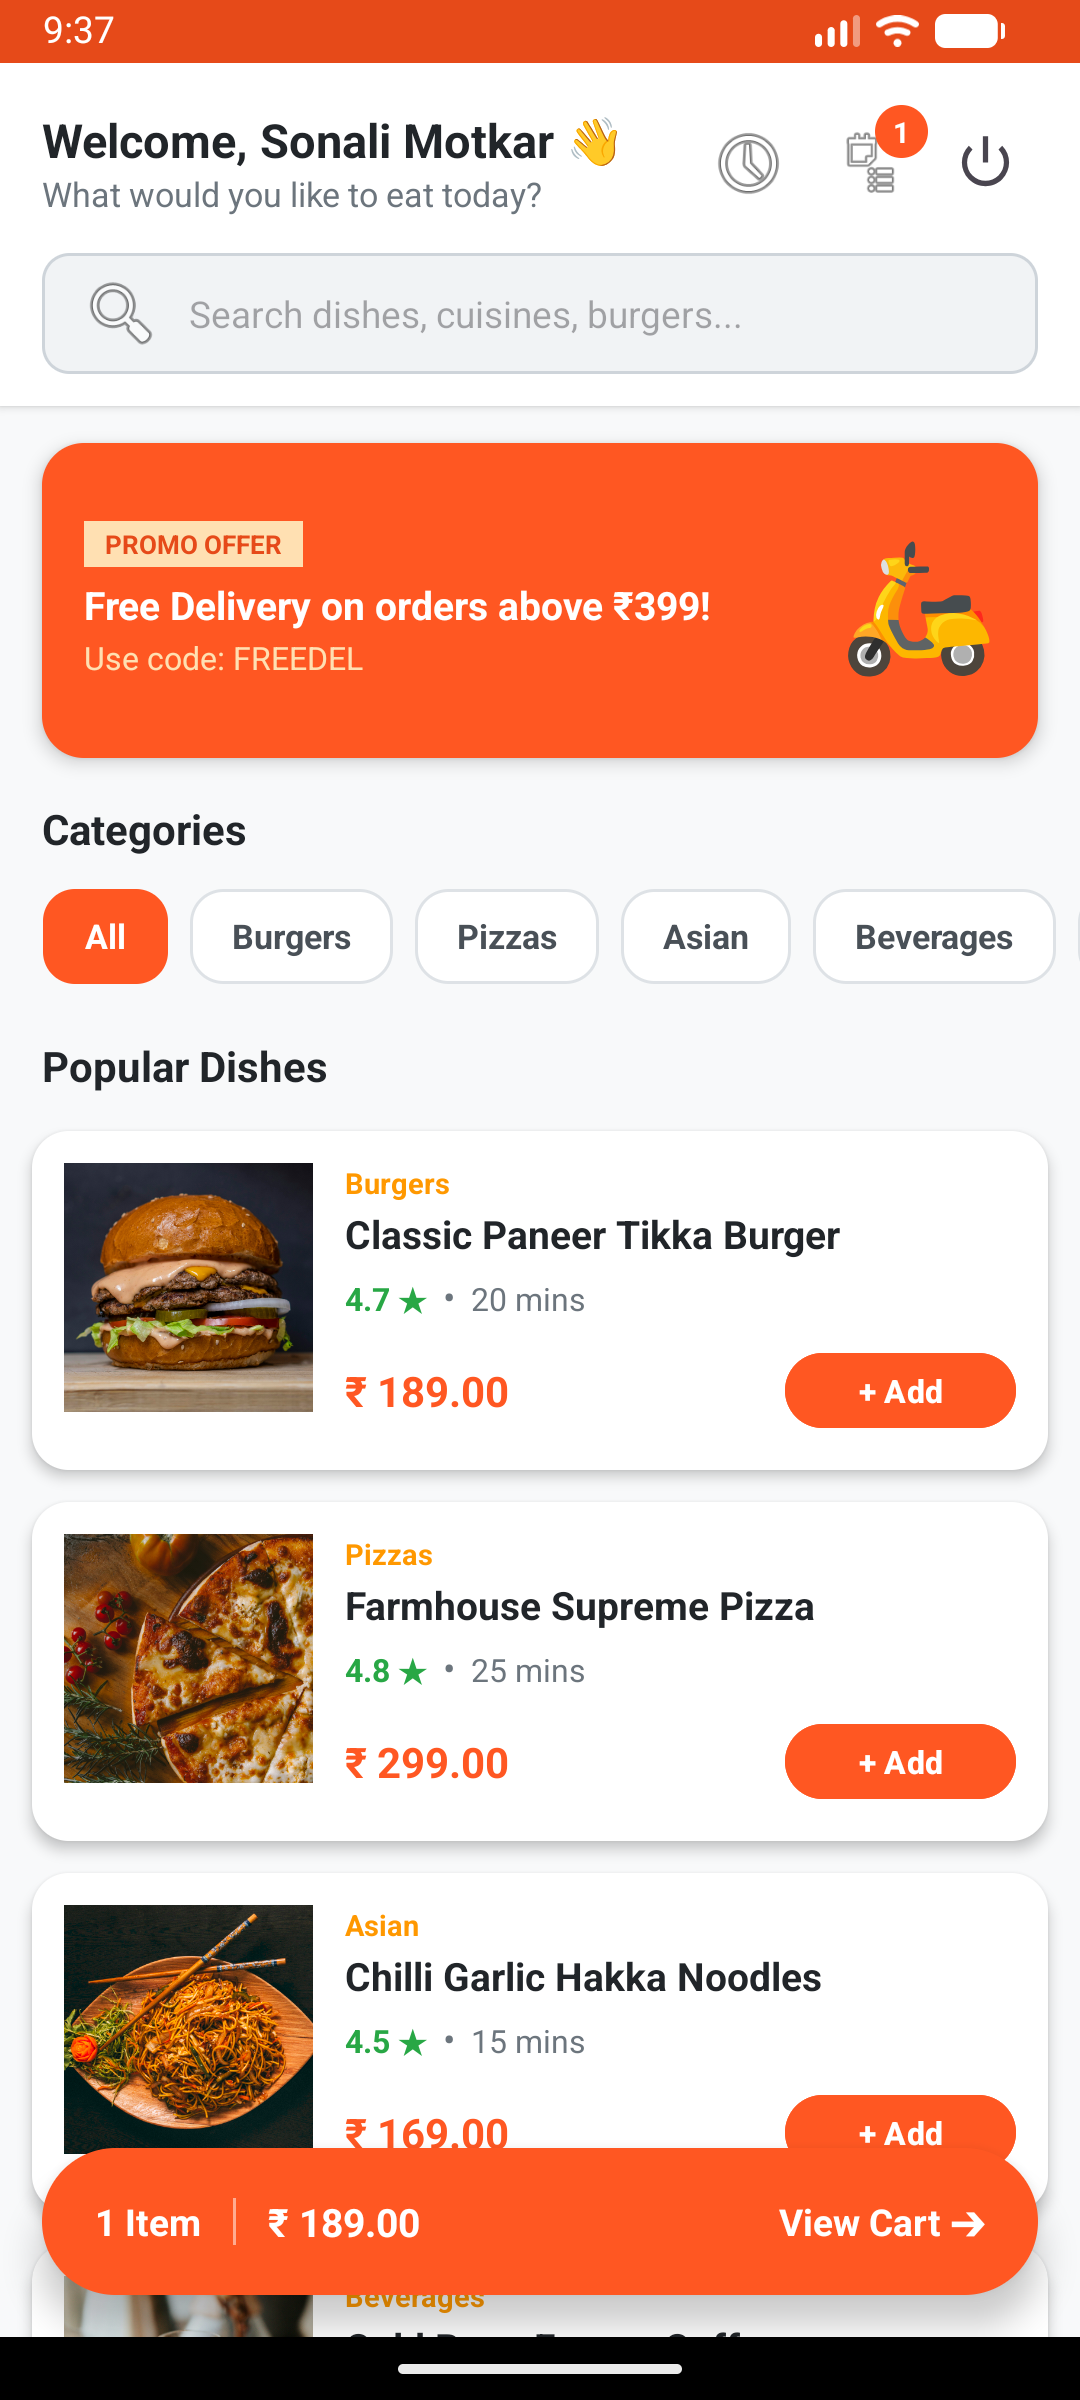 9:37
Welcome, Sonali Motkar 👋
1
What would you like to eat today?
Search dishes, cuisines, burgers...
PROMO OFFER
Free Delivery on orders above ₹399!
Use code: FREEDEL
Categories
All
Burgers
Pizzas
Asian
Beverages
Popular Dishes
Burgers
Classic Paneer Tikka Burger
4.7 ★ • 20 mins
₹ 189.00
+ Add
Pizzas
Farmhouse Supreme Pizza
4.8 ★ • 25 mins
₹ 299.00
+ Add
Asian
Chilli Garlic Hakka Noodles
4.5 ★ • 15 mins
₹ 169.00
+ Add
1 Item
₹ 189.00
View Cart ➔
Beverages